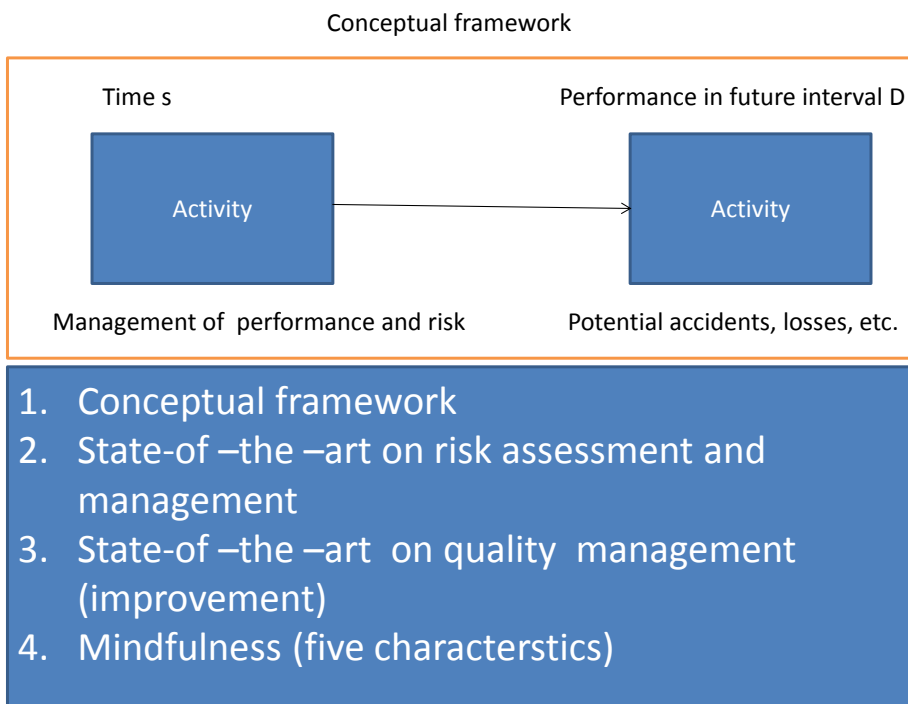 Conceptual framework
Time s
Performance in future interval D
Activity
Activity
Management of performance and risk
Potential accidents, losses, etc.
1. Conceptual framework
2. State-of –the –art on risk assessment and
management
3. State-of –the –art on quality management
(improvement)
4. Mindfulness (five characterstics)